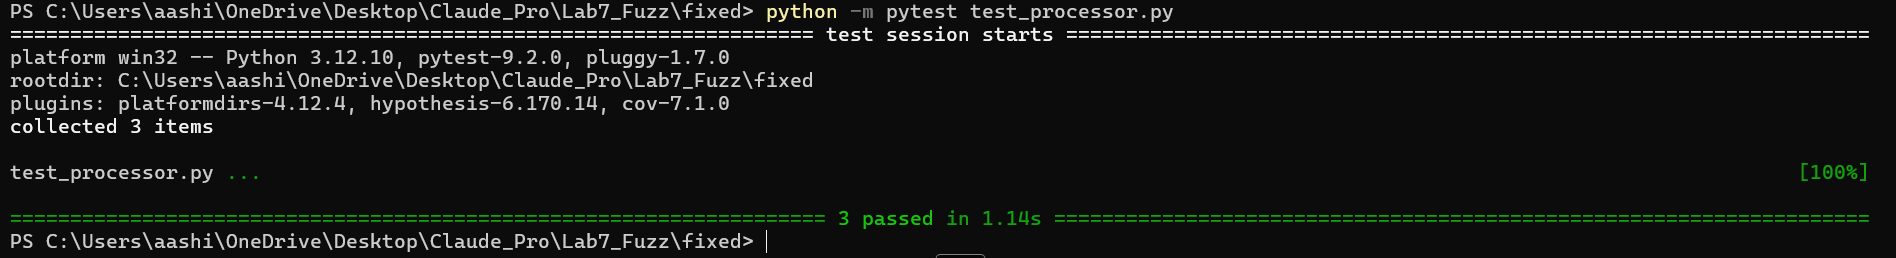 PS C:\Users\aashi\OneDrive\Desktop\Claude_Pro\Lab7_Fuzz\fixed> python -m pytest test_processor.py
=================================================================== test session starts ===================================================================
platform win32 -- Python 3.12.10, pytest-9.2.0, pluggy-1.7.0
rootdir: C:\Users\aashi\OneDrive\Desktop\Claude_Pro\Lab7_Fuzz\fixed
plugins: platformdirs-4.12.4, hypothesis-6.170.14, cov-7.1.0
collected 3 items
test_processor.py ... [100%]
==================================================================== 3 passed in 1.14s ====================================================================
PS C:\Users\aashi\OneDrive\Desktop\Claude_Pro\Lab7_Fuzz\fixed>